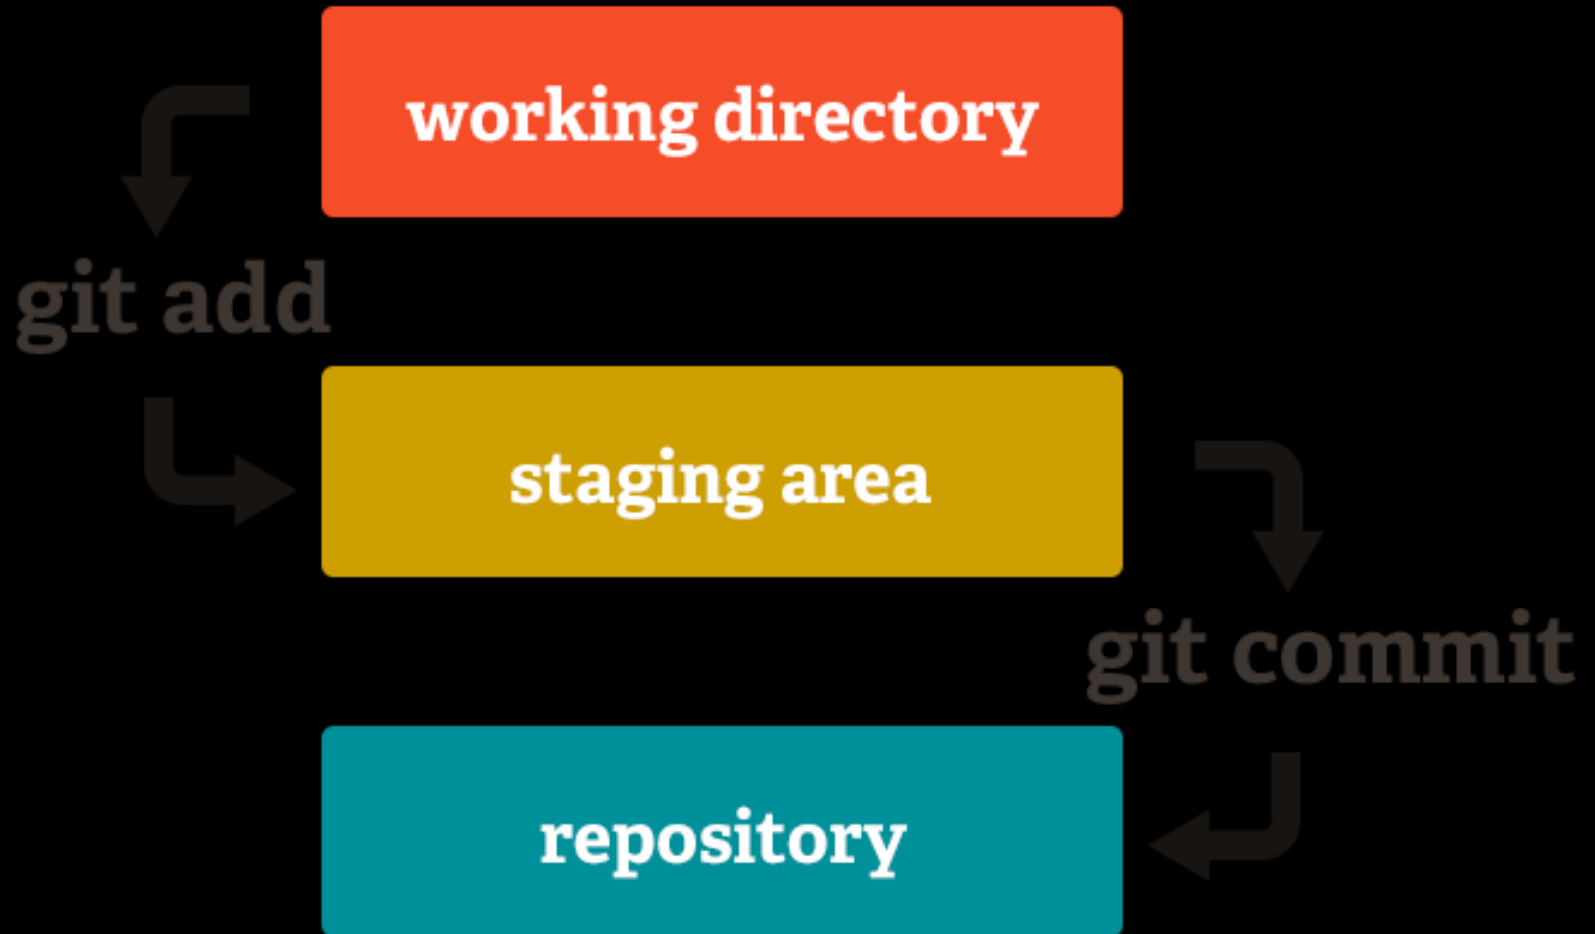 working directory
git add
staging area
git commit
repository